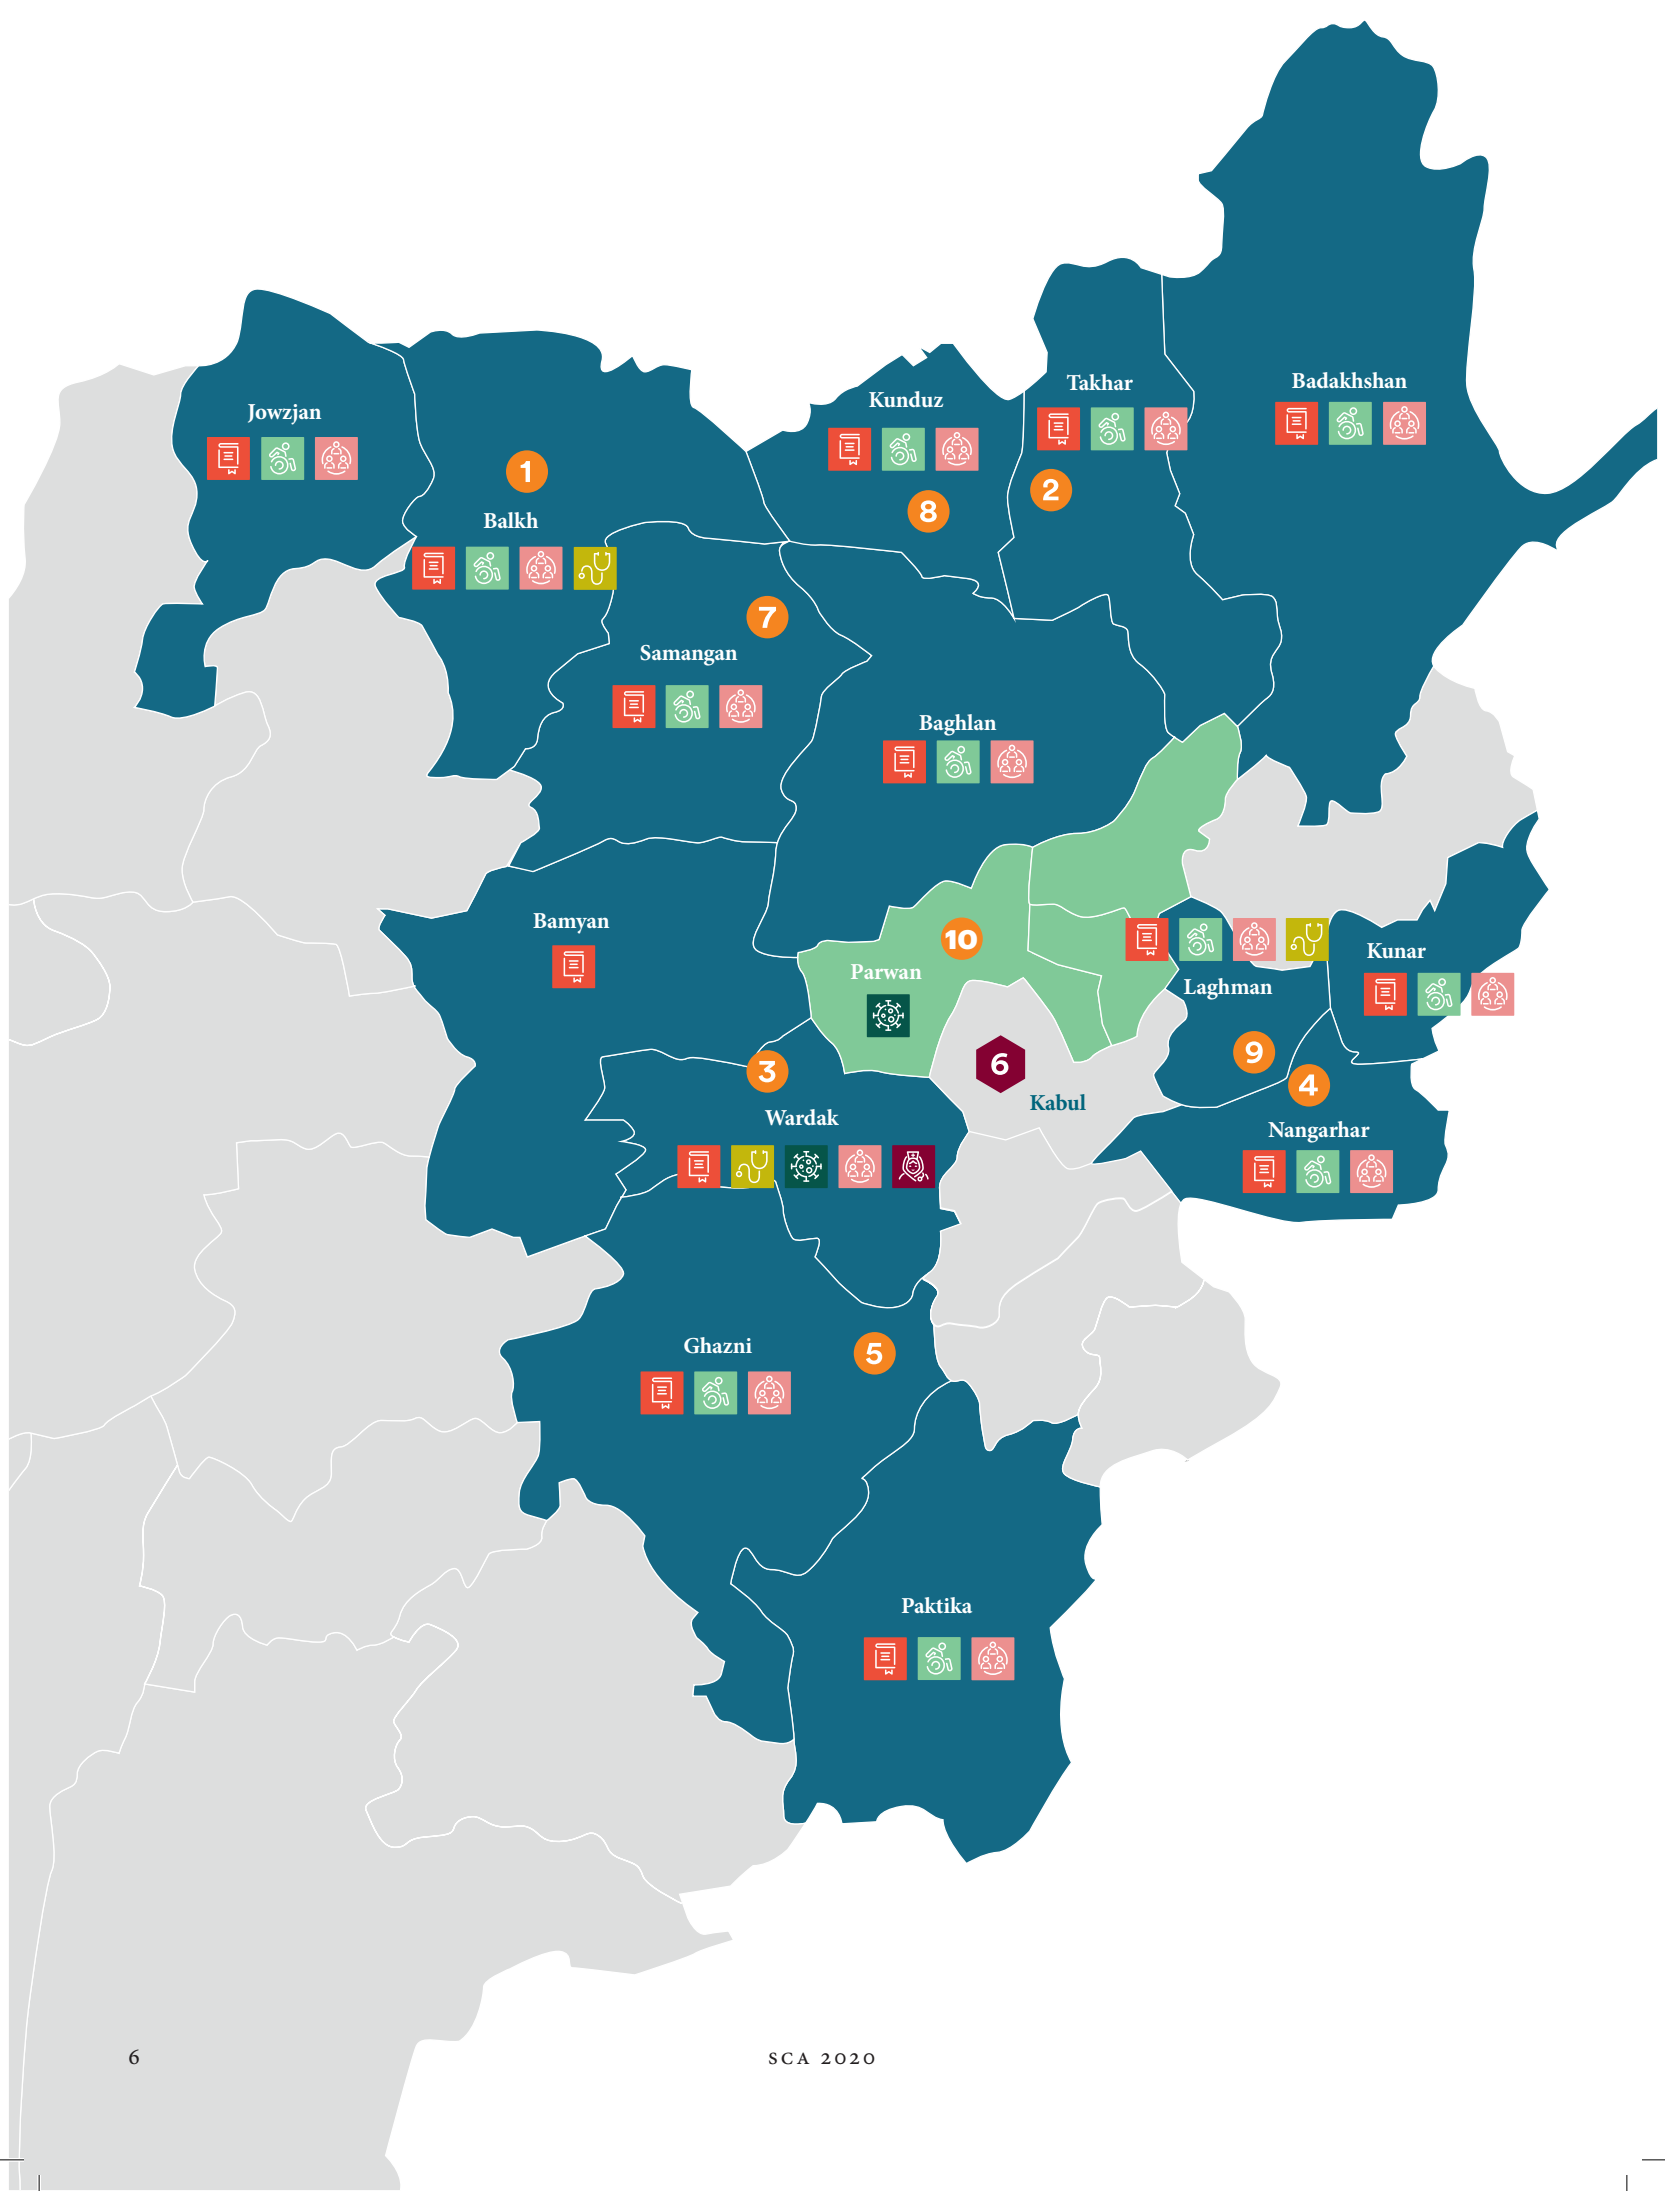 Takhar
Badakhshan
Kunduz
Jowzjan
1
2
8
Balkh
7
Samangan
Baghlan
Bamyan
10
Kunar
Parwan
Laghman
9
6
3
4
Kabul
Wardak
Nangarhar
Ghazni
5
Paktika
6
SCA 2020